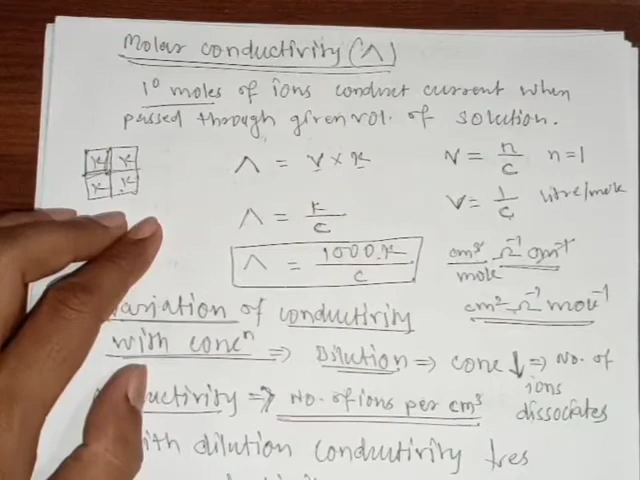 Molar conductivity (Λ)
1⁰ moles of ions conduct current when
passed through given vol. of solution.
K K
K K
Λ = V × K
V = n/c n=1
Λ = K/c
V = 1/c litre/mole
Λ = 1000.K/c
cm³/mole Ω⁻¹ cm⁻¹
cm² Ω⁻¹ mole⁻¹
ariation of conductivity
with concⁿ ⇒ Dilution ⇒ conc ↓ ⇒ No. of
ions
dissociates
uctivity ⇒ No. of ions per cm³
ith dilution conductivity ↑es